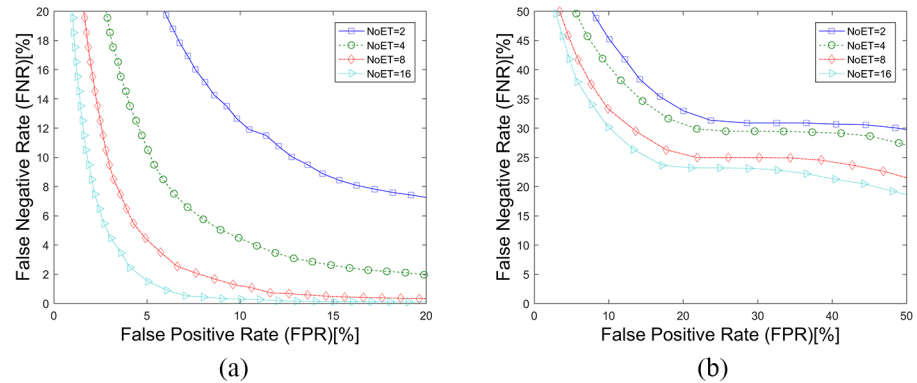 False Negative Rate (FNR)[%]
20
18
16
14
12
10
8
6
4
2
0
NoET=2
NoET=4
NoET=8
NoET=16
0 5 10 15 20
False Positive Rate (FPR)[%]
(a)
False Negative Rate (FNR)[%]
50
45
40
35
30
25
20
15
10
5
0
NoET=2
NoET=4
NoET=8
NoET=16
0 10 20 30 40 50
False Positive Rate (FPR)[%]
(b)